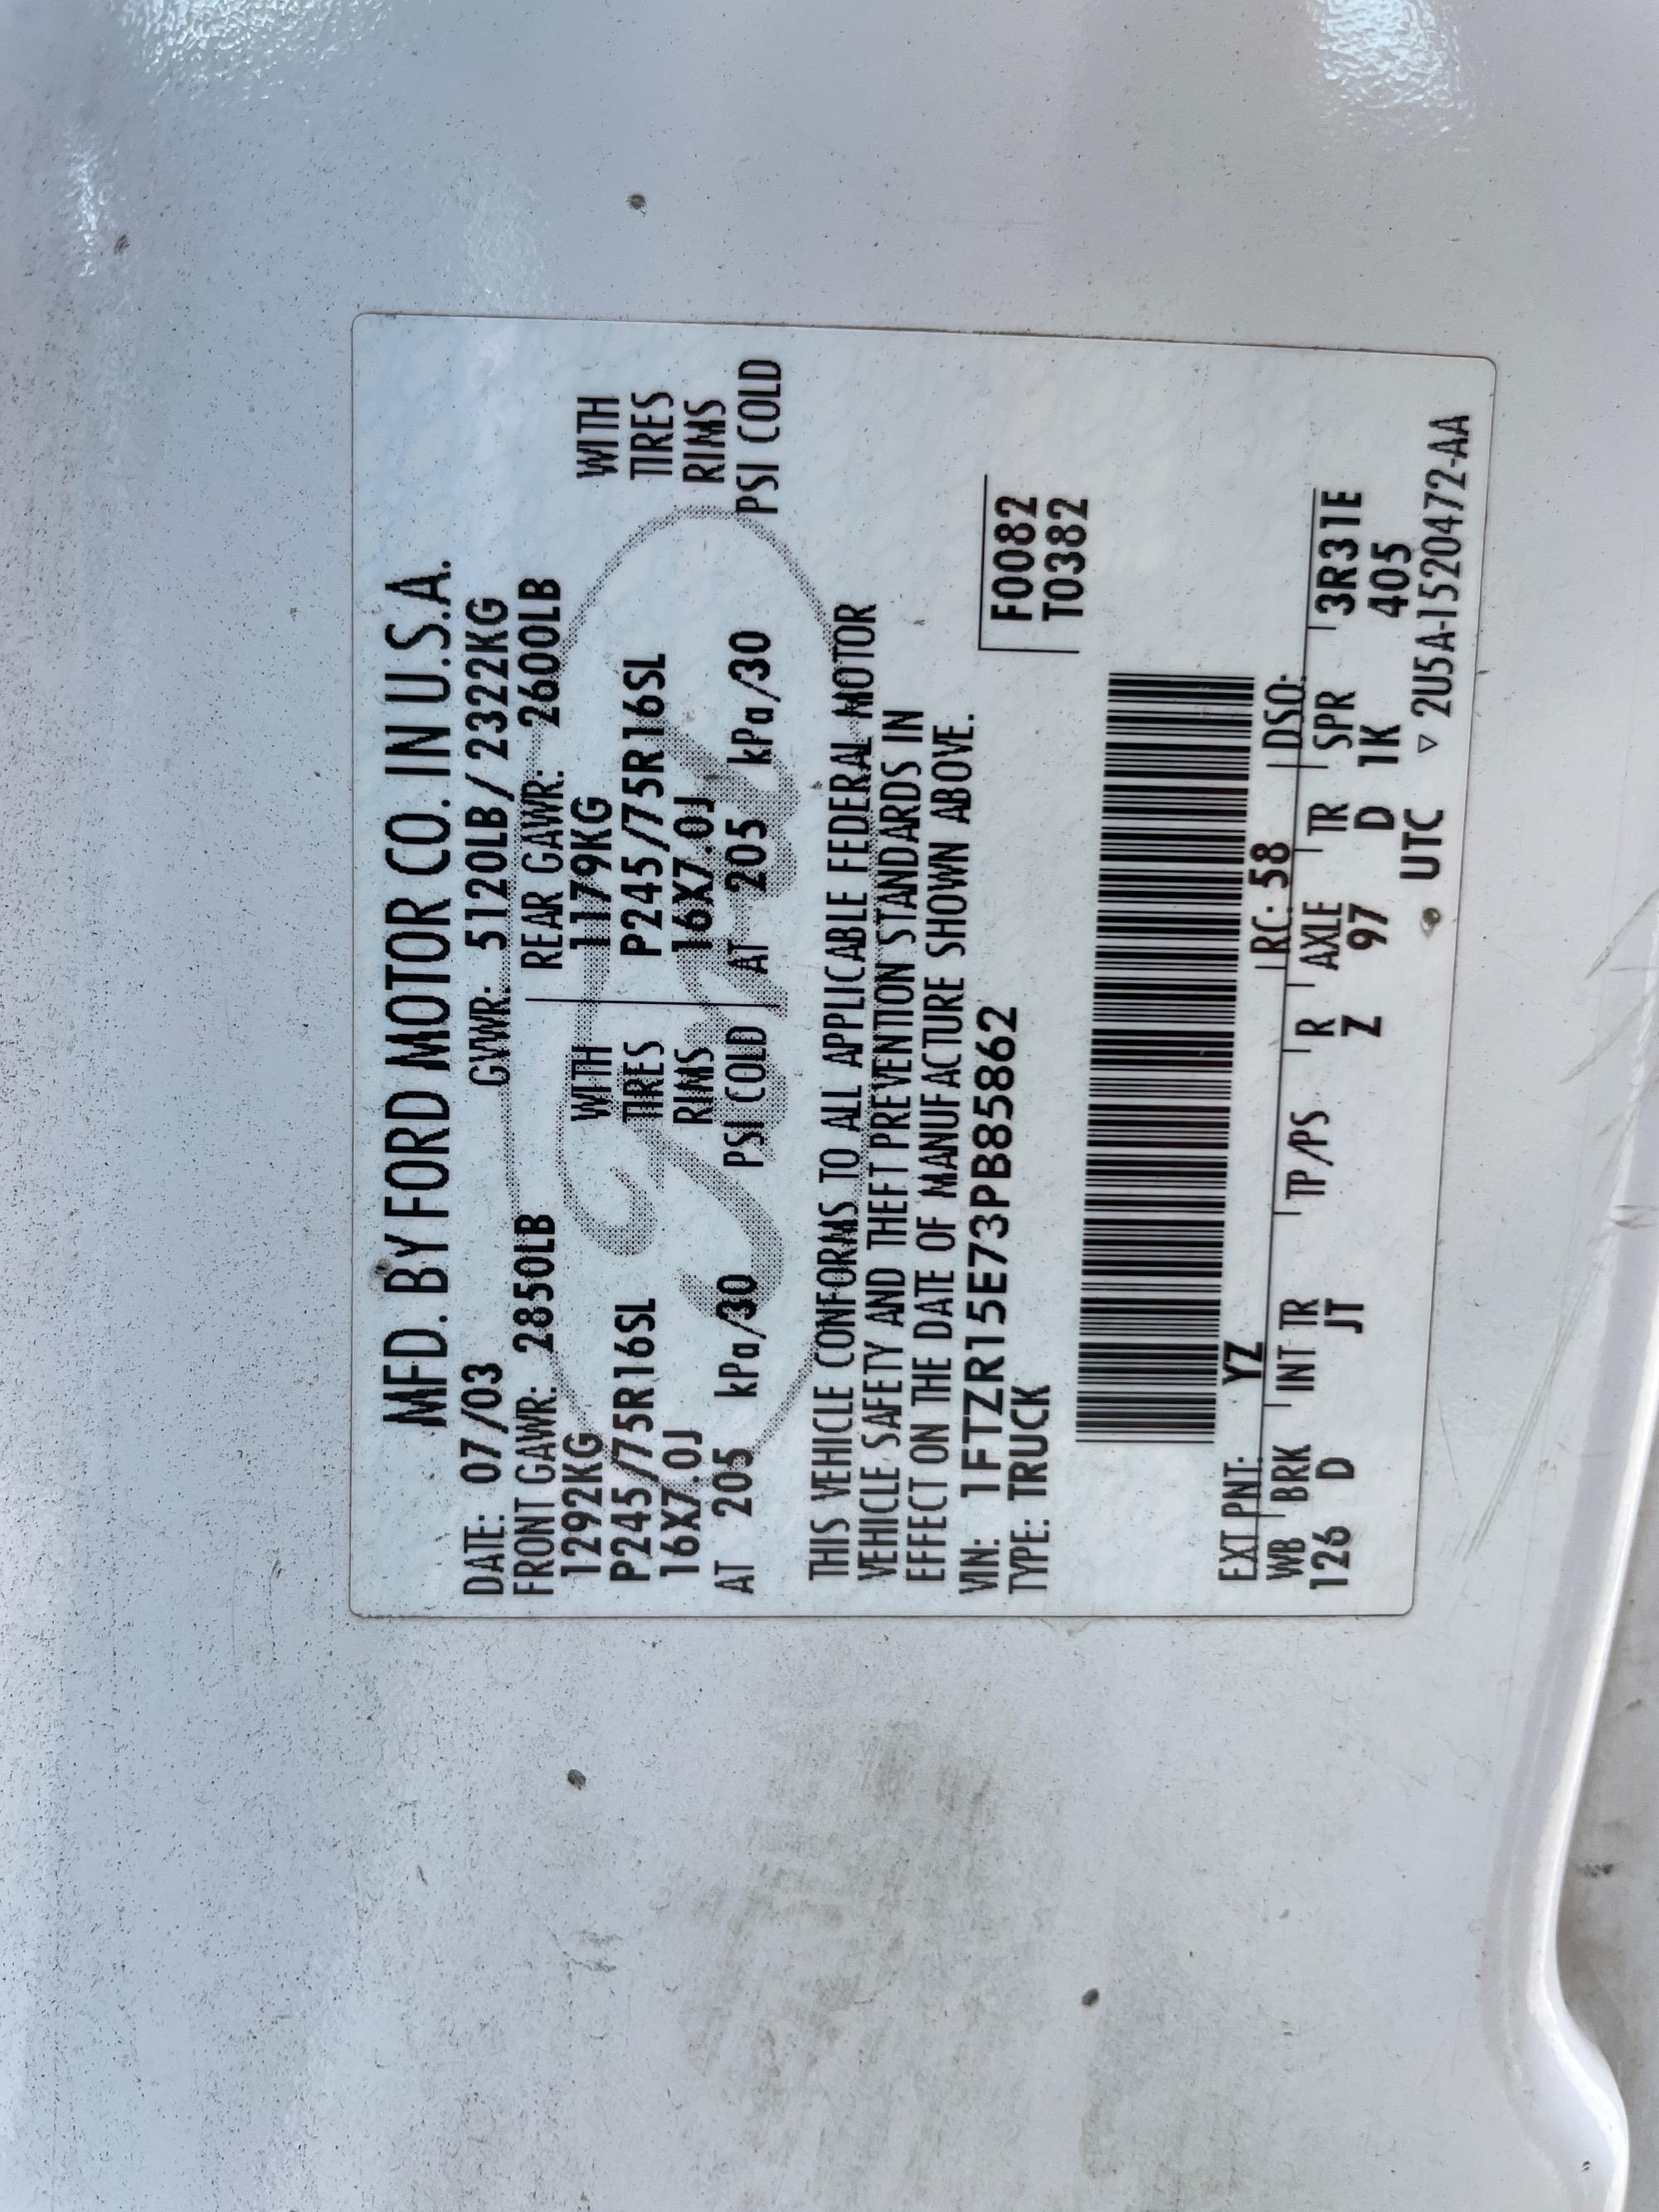 MFD. BY FORD MOTOR CO. IN U.S.A.
DATE: 07/03 GVWR: 5120LB/2322KG
FRONT GAWR: 2850LB REAR GAWR: 2600LB
1292KG WITH 1179KG WITH
P245/75R16SL TIRES P245/75R16SL TIRES
16X7.0J RIMS 16X7.0J RIMS
AT 205 kPa/30 PSI COLD AT 205 kPa/30 PSI COLD
THIS VEHICLE CONFORMS TO ALL APPLICABLE FEDERAL MOTOR
VEHICLE SAFETY AND THEFT PREVENTION STANDARDS IN
EFFECT ON THE DATE OF MANUFACTURE SHOWN ABOVE.
VIN: 1FTZR15E73PB85862 F0082
TYPE: TRUCK T0382
EXT PNT: YZ RC: 58 DSO:
WB BRK INT TR TP/PS R AXLE TR SPR 3R31E
126 D JT Z 97 D 1K 405
UTC ▽ 2U5A-1520472-AA